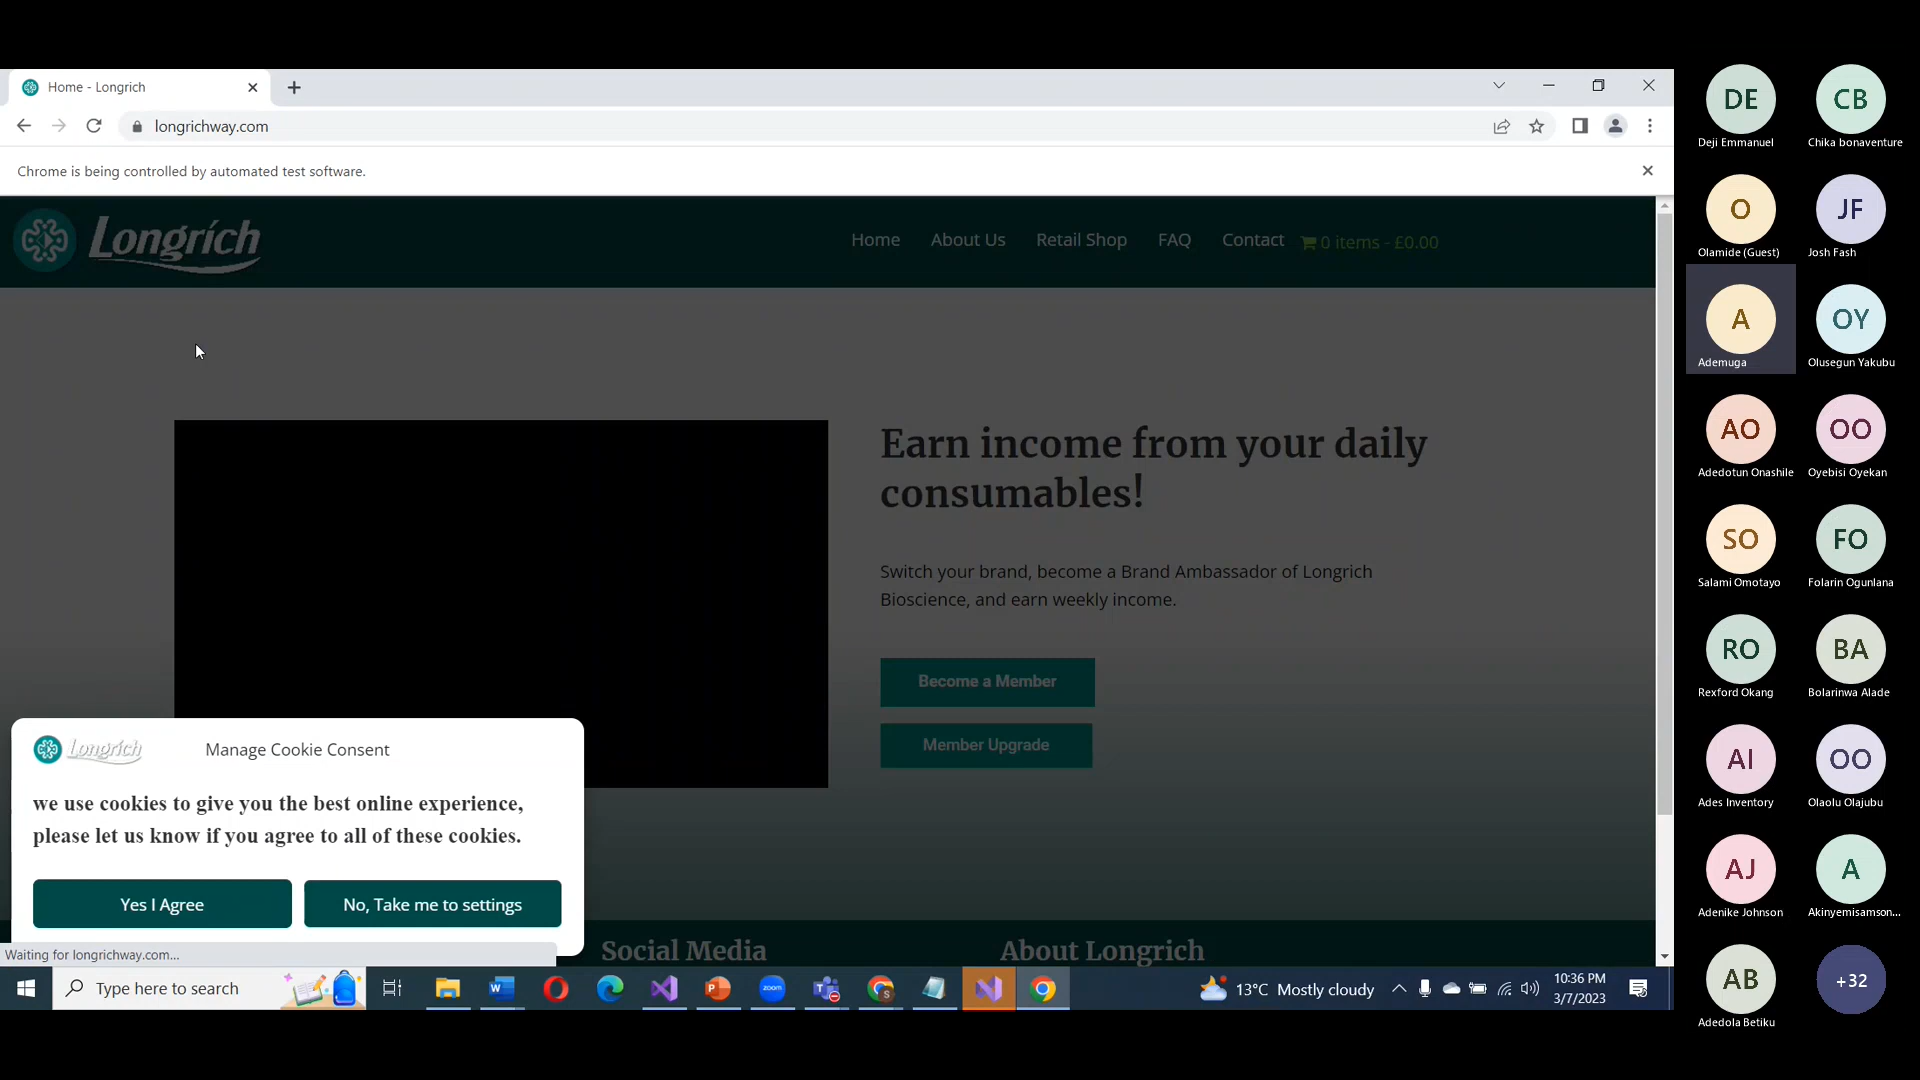 Home - Longrich
longrichway.com
Chrome is being controlled by automated test software.
Longrích
Home
About Us
Retail Shop
FAQ
Contact
0 items - £0.00
Earn income from your daily
consumables!
Switch your brand, become a Brand Ambassador of Longrich
Bioscience, and earn weekly income.
Become a Member
Member Upgrade
Longrích
Manage Cookie Consent
we use cookies to give you the best online experience,
please let us know if you agree to all of these cookies.
Yes I Agree
No, Take me to settings
Waiting for longrichway.com...
Social Media
About Longrich
Type here to search
W
P
zoom
S
13°C Mostly cloudy
10:36 PM
3/7/2023
DE
Deji Emmanuel
CB
Chika bonaventure
O
Olamide (Guest)
JF
Josh Fash
A
Ademuga
OY
Olusegun Yakubu
AO
Adedotun Onashile
OO
Oyebisi Oyekan
SO
Salami Omotayo
FO
Folarin Ogunlana
RO
Rexford Okang
BA
Bolarinwa Alade
AI
Ades Inventory
OO
Olaolu Olajubu
AJ
Adenike Johnson
A
Akinyemisamson...
AB
Adedola Betiku
+32